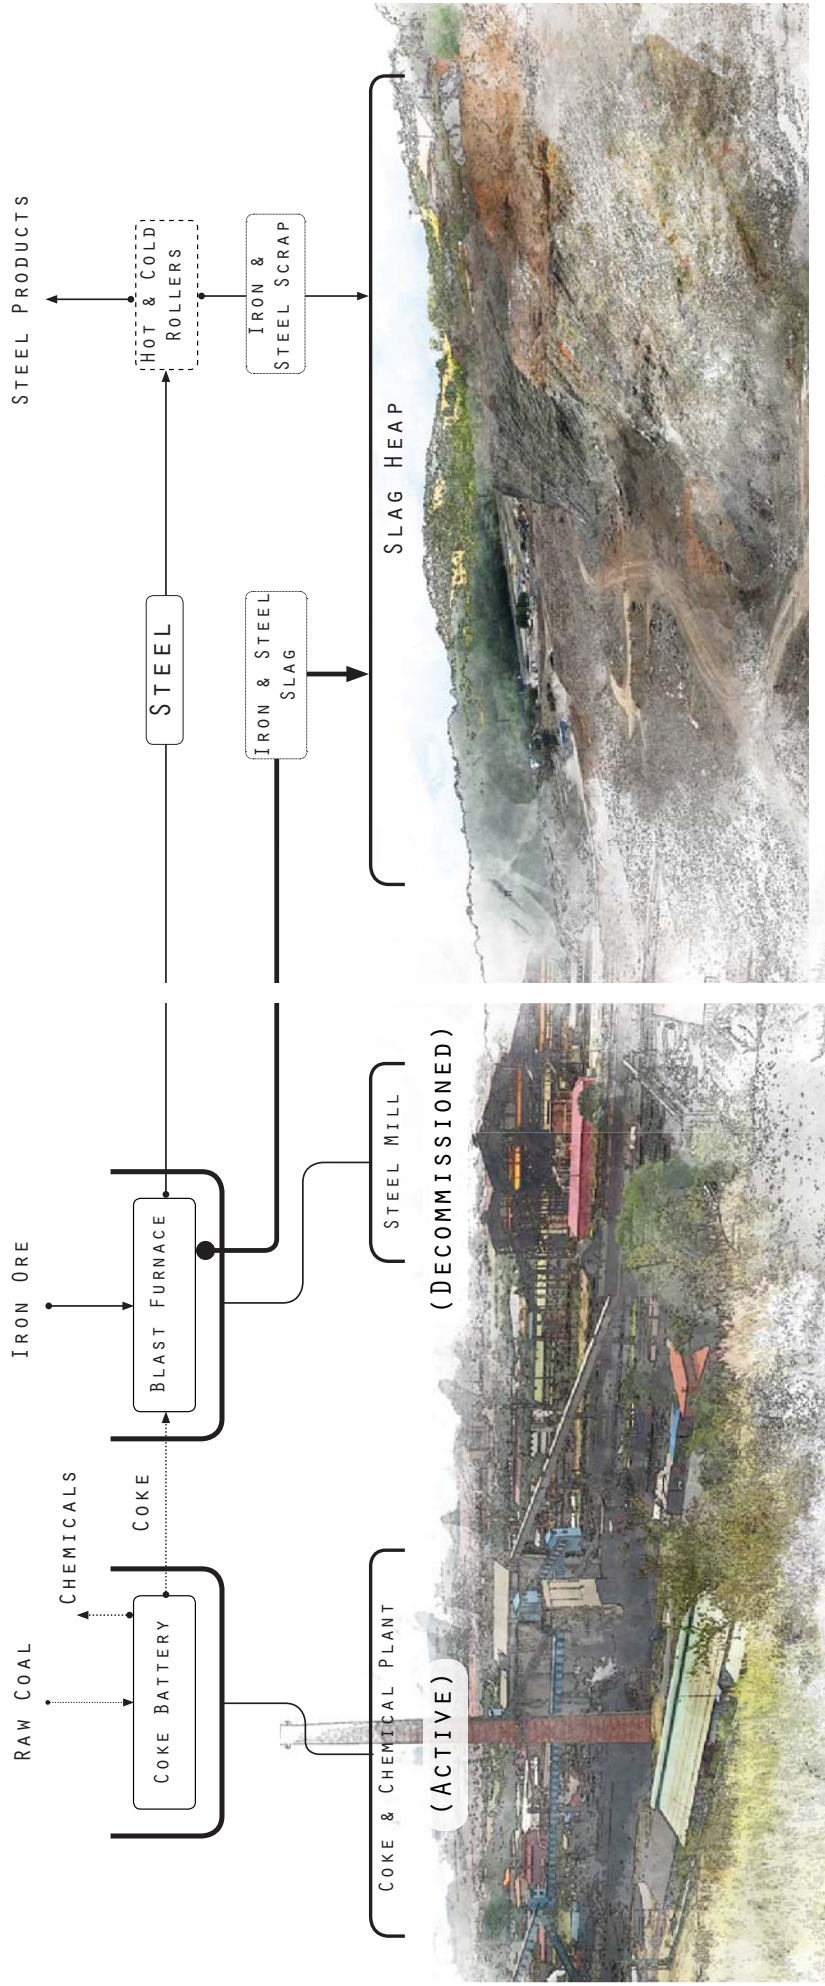 RAW COAL
CHEMICALS
COKE
IRON ORE
STEEL PRODUCTS
COKE BATTERY
BLAST FURNACE
STEEL
HOT & COLD
ROLLERS
IRON & STEEL
SLAG
IRON &
STEEL SCRAP
COKE & CHEMICAL PLANT
(ACTIVE)
STEEL MILL
(DECOMMISSIONED)
SLAG HEAP